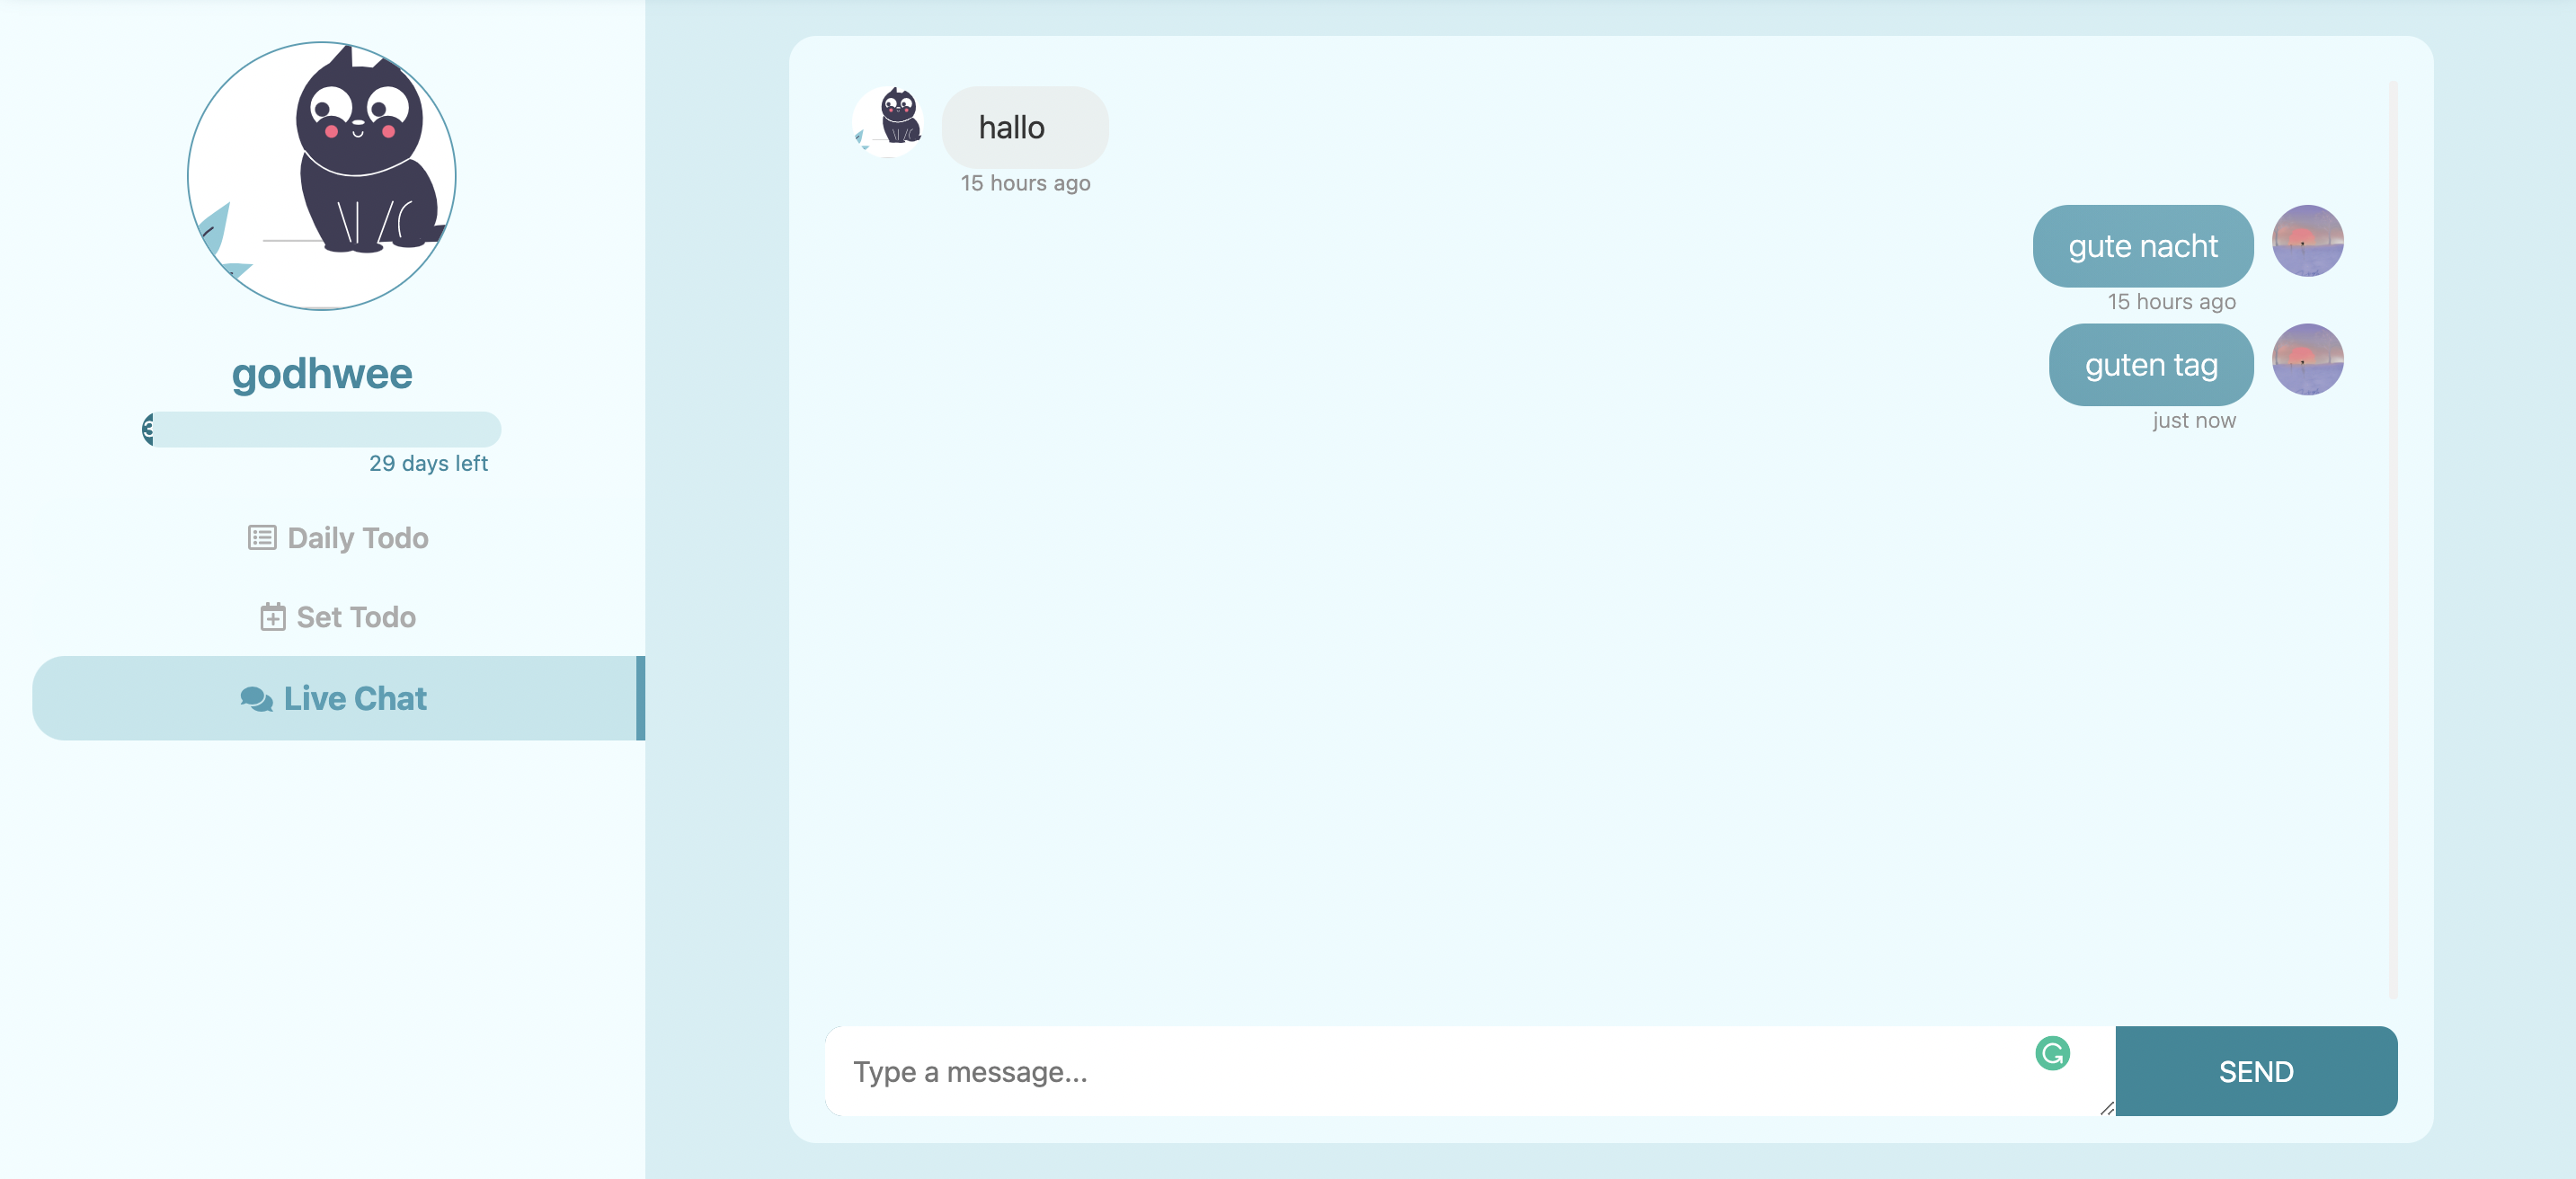 godhwee
3
29 days left
Daily Todo
Set Todo
Live Chat
hallo
15 hours ago
gute nacht
15 hours ago
guten tag
just now
Type a message...
SEND